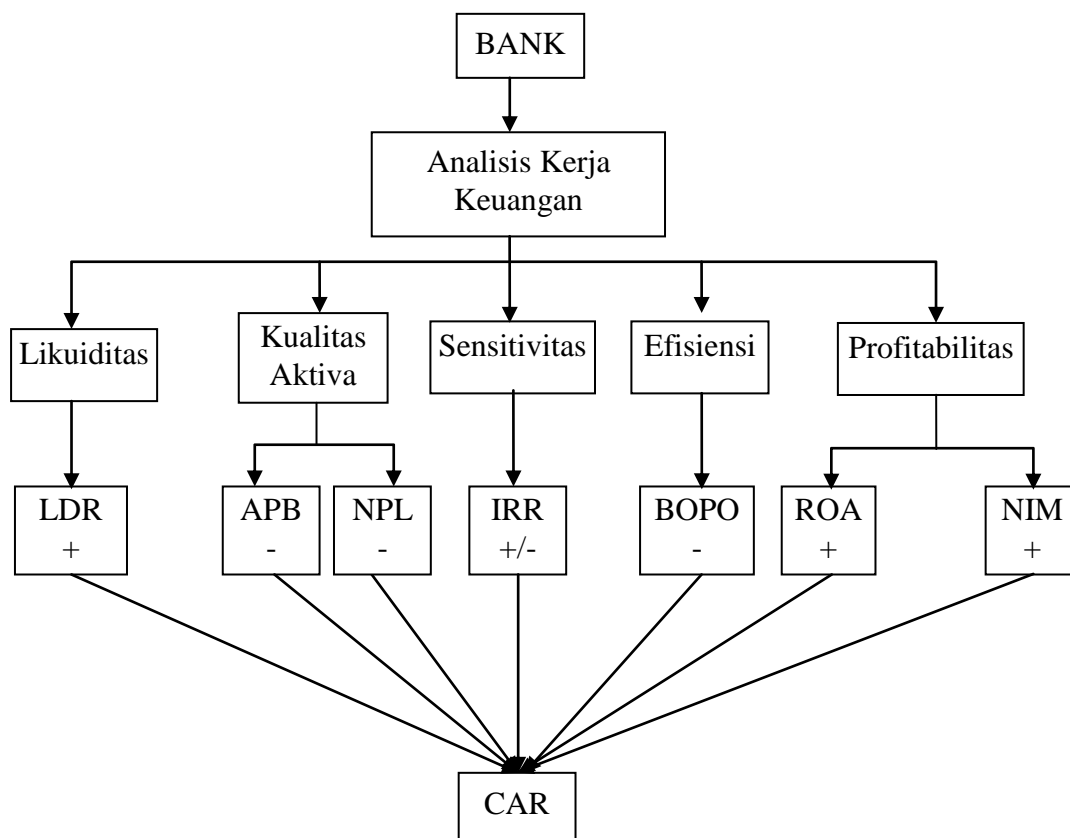 BANK
Analisis Kerja
Keuangan
Likuiditas
Kualitas
Aktiva
Sensitivitas
Efisiensi
Profitabilitas
LDR
+
APB
-
NPL
-
IRR
+/-
BOPO
-
ROA
+
NIM
+
CAR